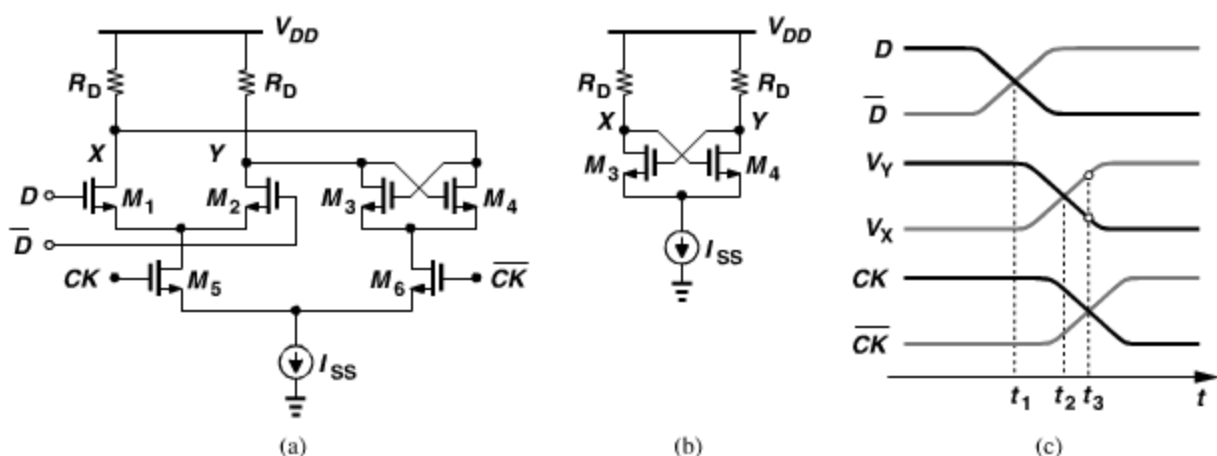 V_DD
R_D
R_D
X
Y
D
M_1
M_2
M_3
M_4
D̅
CK
M_5
M_6
C̅K̅
I_SS
(a)
V_DD
R_D
R_D
X
Y
M_3
M_4
I_SS
(b)
D
D̅
V_Y
V_X
CK
C̅K̅
t_1
t_2
t_3
t
(c)